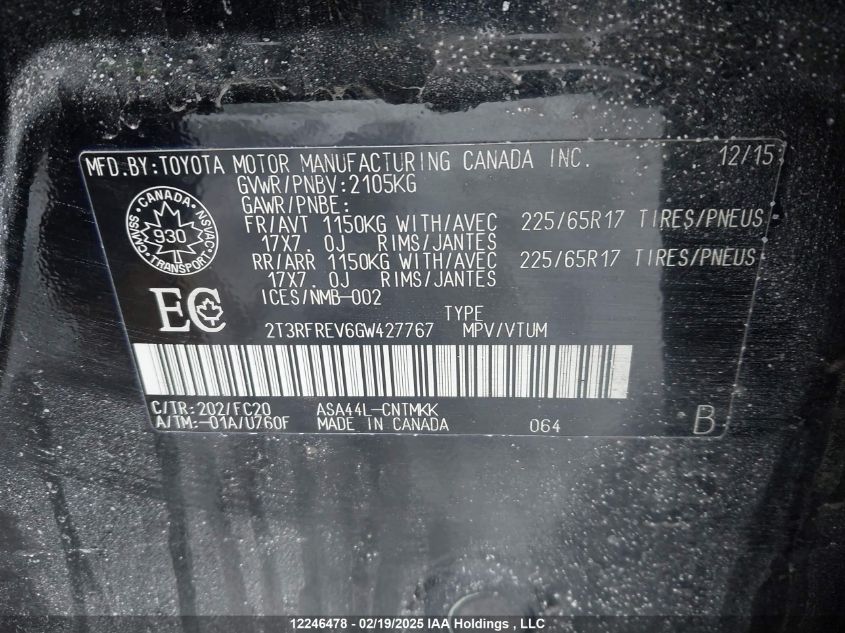 MFD.BY:TOYOTA MOTOR MANUFACTURING CANADA INC. 12/15
GVWR/PNBV:2105KG
GAWR/PNBE:
FR/AVT 1150KG WITH/AVEC 225/65R17 TIRES/PNEUS
17X7.0J RIMS/JANTES
RR/ARR 1150KG WITH/AVEC 225/65R17 TIRES/PNEUS
17X7.0J RIMS/JANTES
ICES/NMB-002
CANADA
CMVSS NSVAC
930
TRANSPORT
EC
TYPE
2T3RFREV6GW427767 MPV/VTUM
C/TR:202/FC20 ASA44L-CNTMKK
A/TM:-01A/U760F MADE IN CANADA 064 B
12246478 - 02/19/2025 IAA Holdings , LLC